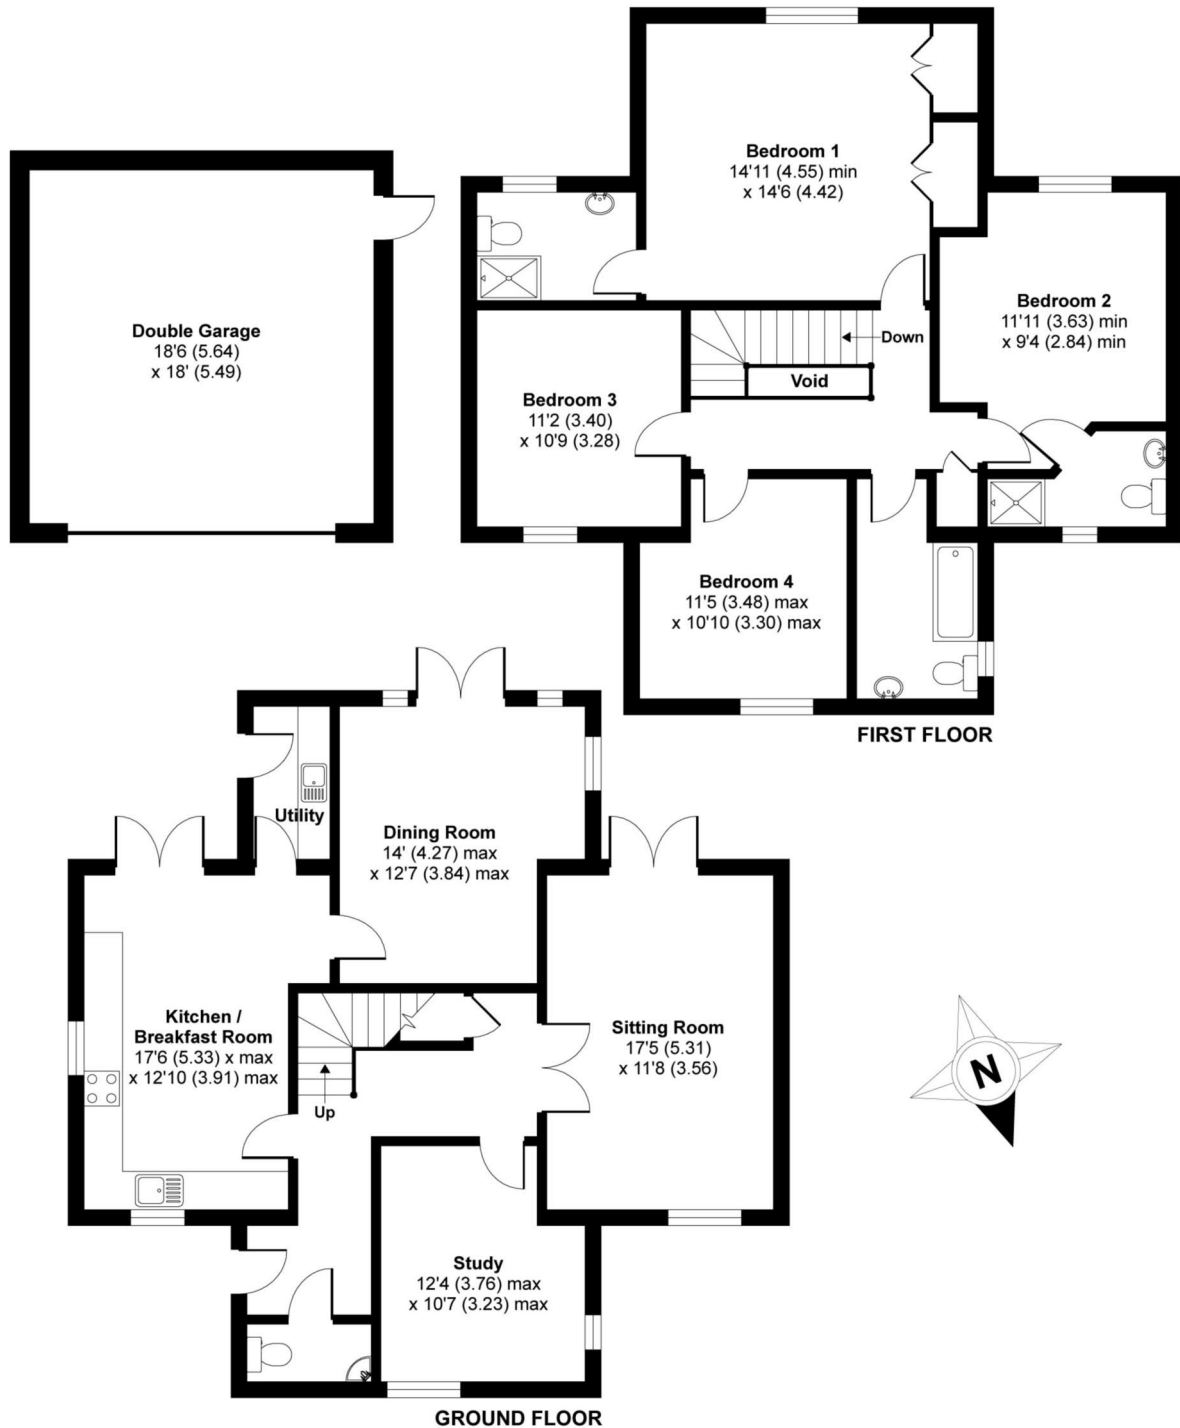 Bedroom 1
14'11 (4.55) min
x 14'6 (4.42)
Double Garage
18'6 (5.64)
x 18' (5.49)
Bedroom 2
11'11 (3.63) min
x 9'4 (2.84) min
Down
Void
Bedroom 3
11'2 (3.40)
x 10'9 (3.28)
Bedroom 4
11'5 (3.48) max
x 10'10 (3.30) max
FIRST FLOOR
Utility
Dining Room
14' (4.27) max
x 12'7 (3.84) max
Kitchen /
Breakfast Room
17'6 (5.33) x max
x 12'10 (3.91) max
Sitting Room
17'5 (5.31)
x 11'8 (3.56)
N
Up
Study
12'4 (3.76) max
x 10'7 (3.23) max
GROUND FLOOR